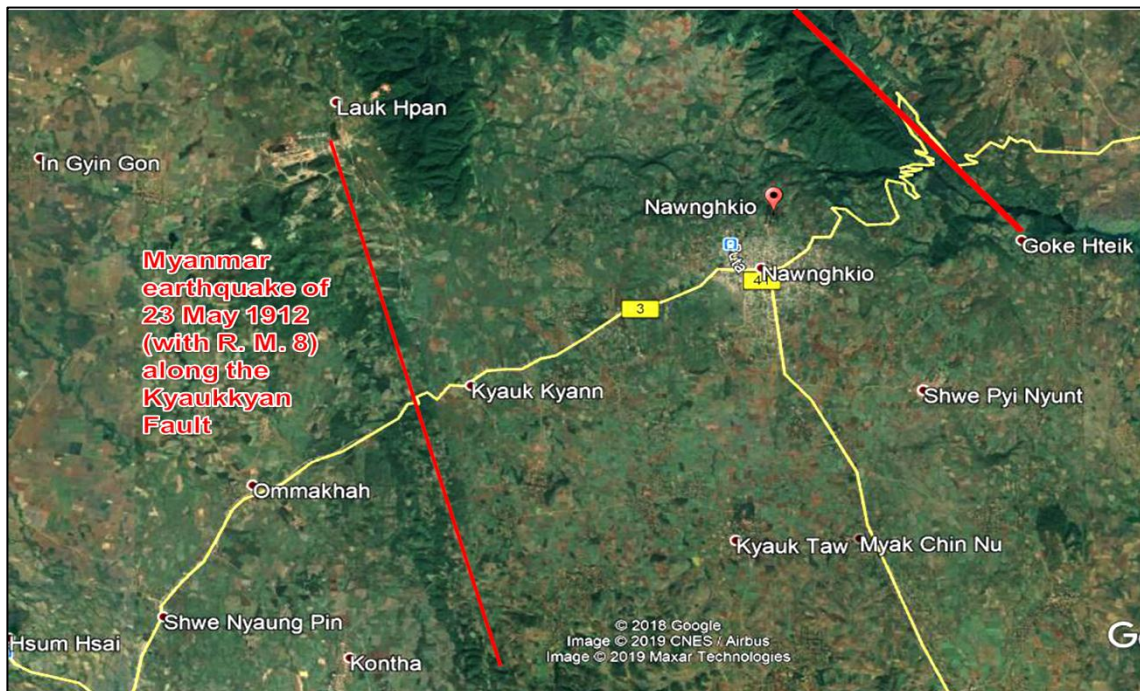 Lauk Hpan
In Gyin Gon
Nawnghkio
Goke Hteik
Myanmar
earthquake of
23 May 1912
(with R. M. 8)
along the
Kyaukkyan
Fault
Nawnghkio
3
Kyauk Kyann
Shwe Pyi Nyunt
Ommakhah
Kyauk Taw
Myak Chin Nu
Shwe Nyaung Pin
Hsum Hsai
Kontha
© 2018 Google
Image © 2019 CNES / Airbus
Image © 2019 Maxar Technologies